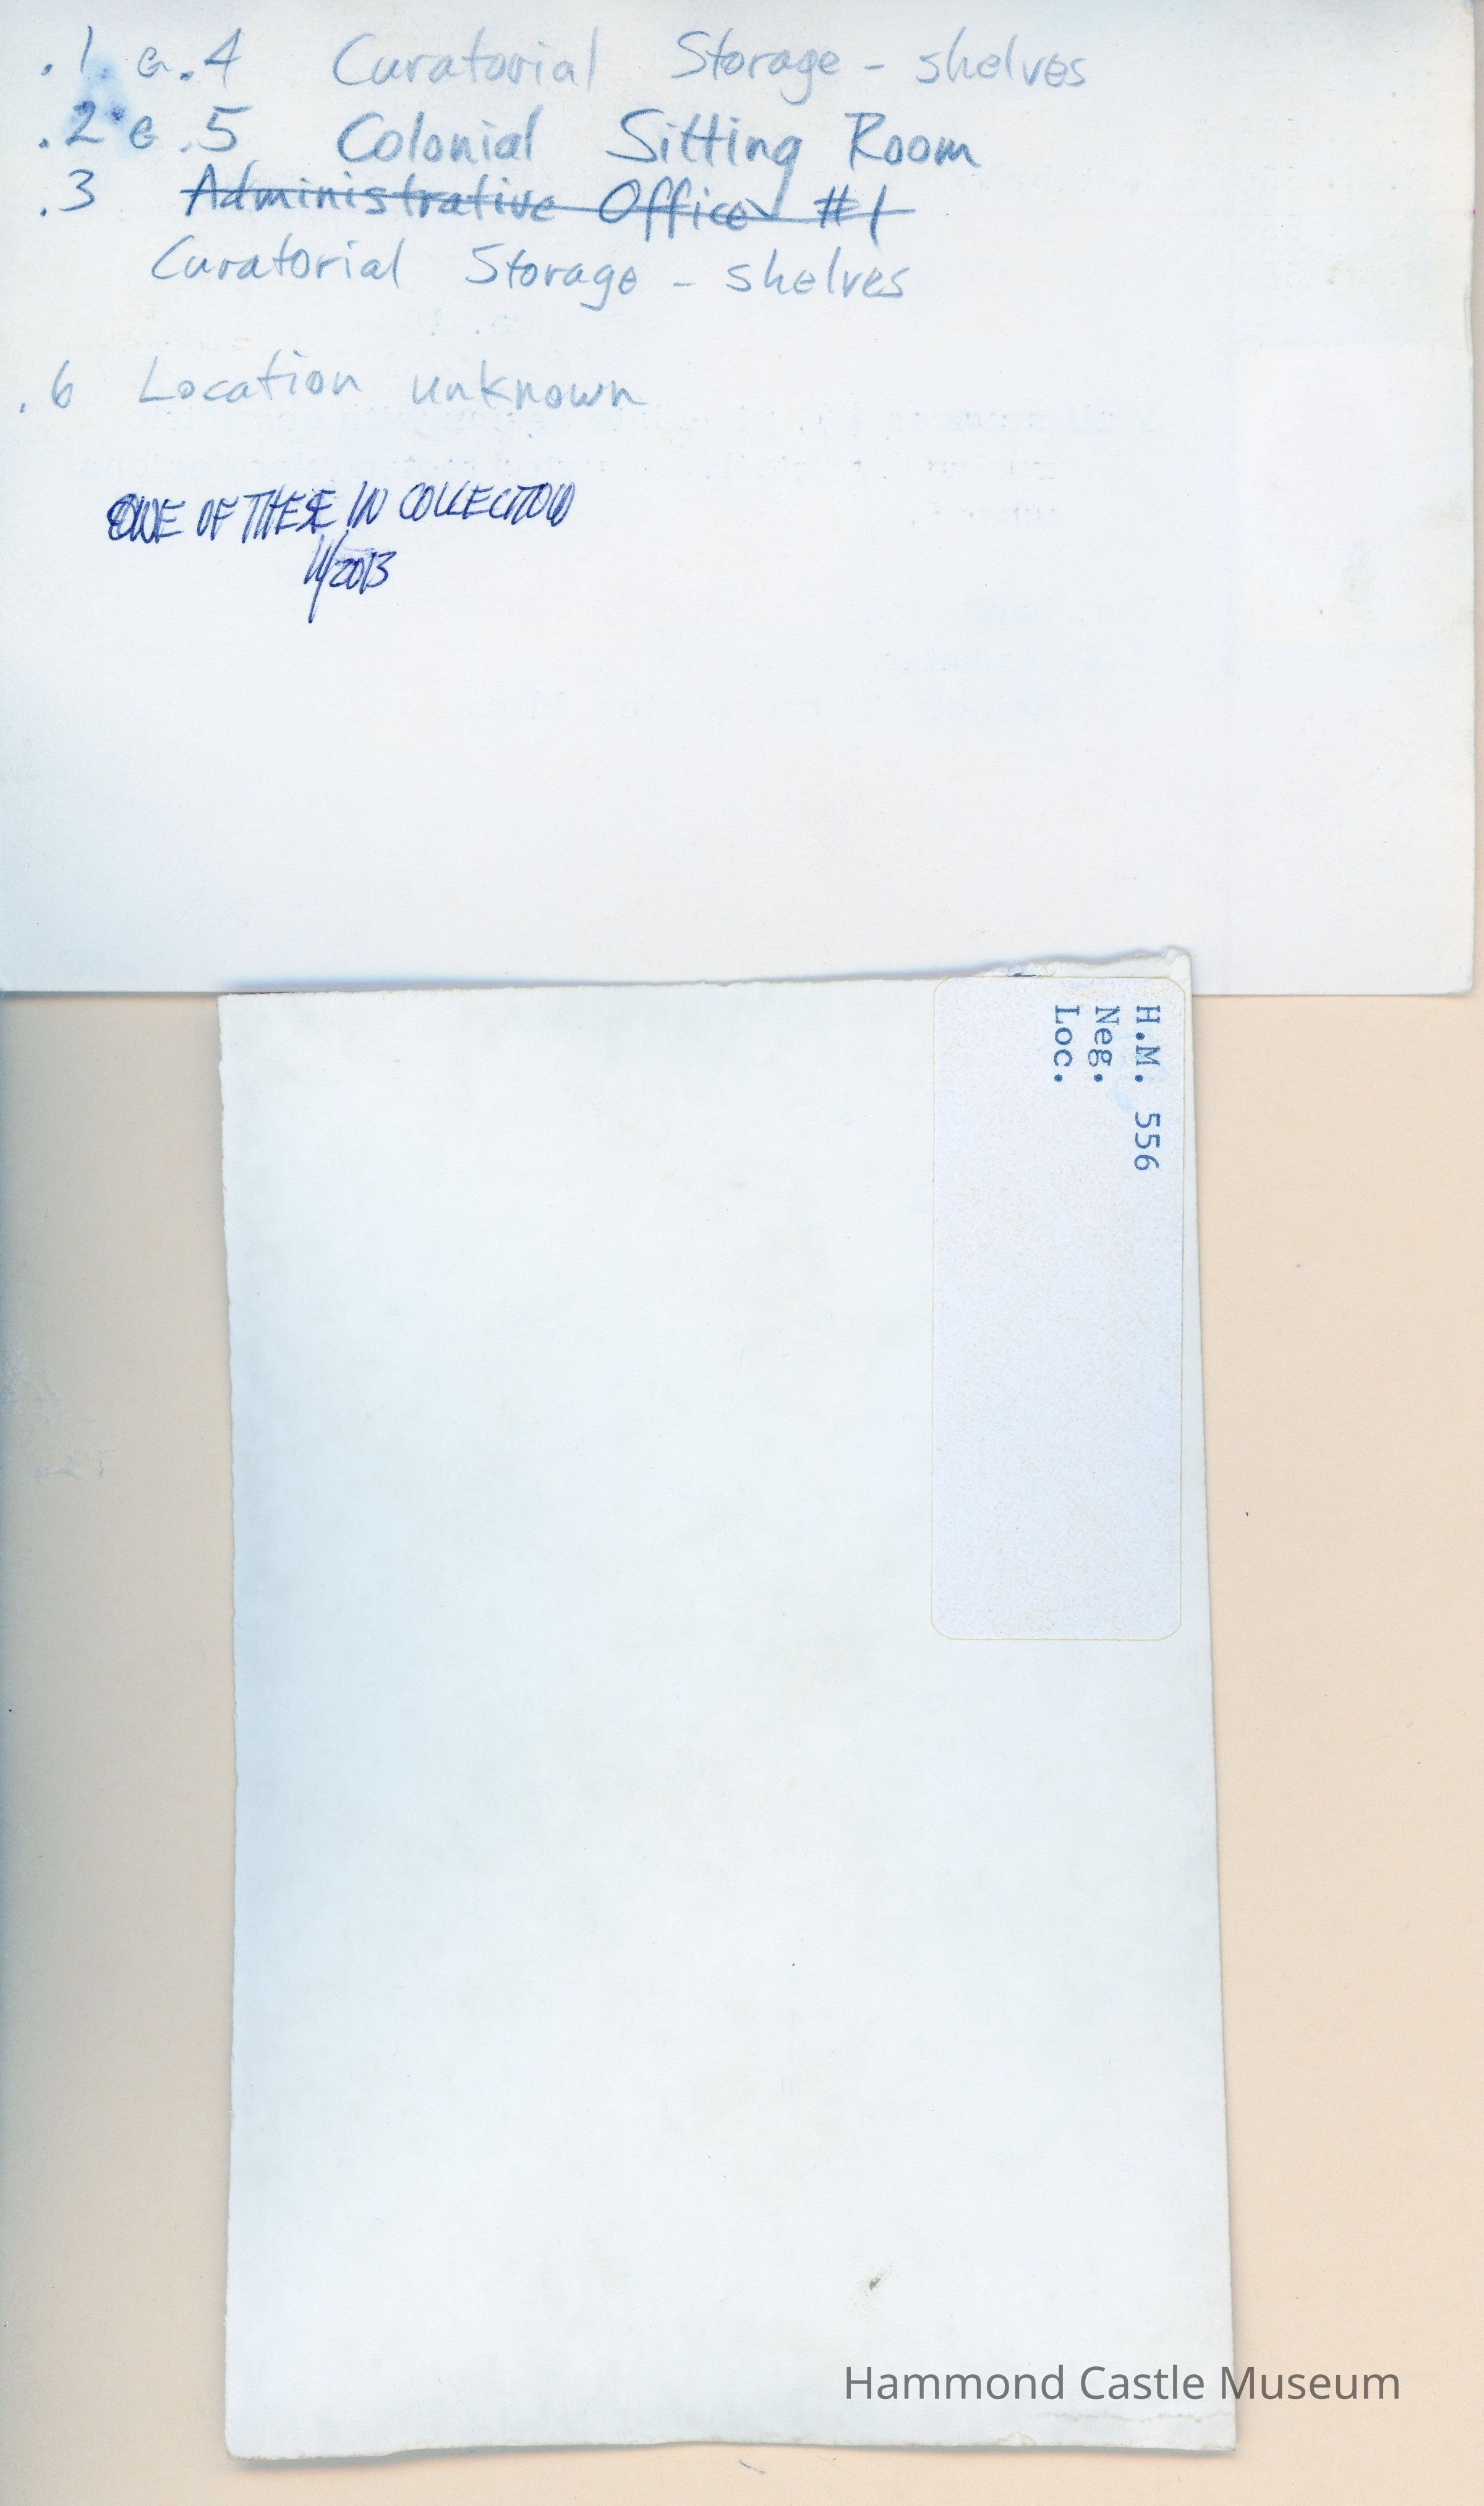 .1 & .4 Curatorial Storage - shelves
.2 & .5 Colonial Sitting Room
.3 Administrative Office #1
Curatorial Storage - shelves
.6 Location unknown
ONE OF THESE IN COLLECTION
11/2013
H.M. 556
Neg.
Loc.
Hammond Castle Museum